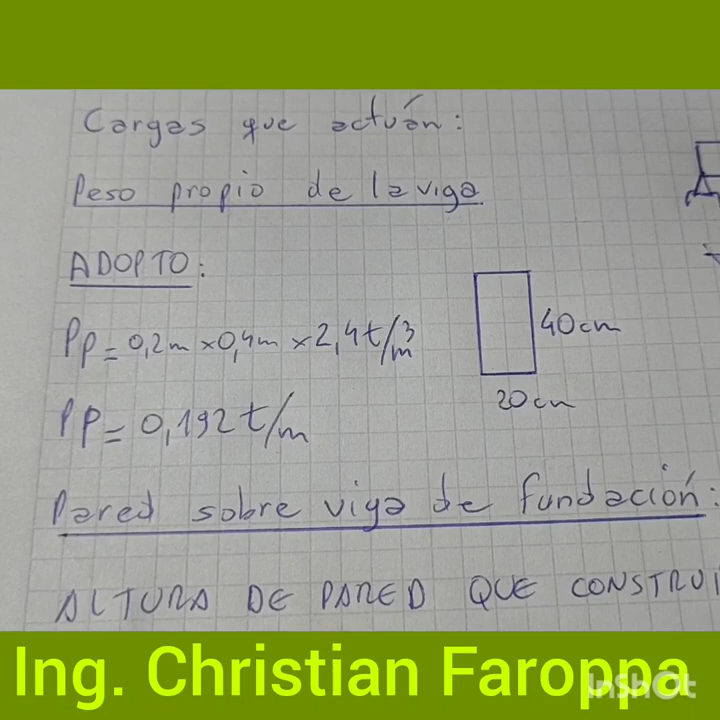 Cargas que actúan:
Peso propio de la viga
ADOPTO:
Pp = 0,2m x 0,4m x 2,4t/m3
40cm
20cm
PP = 0,192 t/m
Pared sobre viga de fundación:
ALTURA DE PARED QUE CONSTRUI
Ing. Christian Faroppa
InShOt